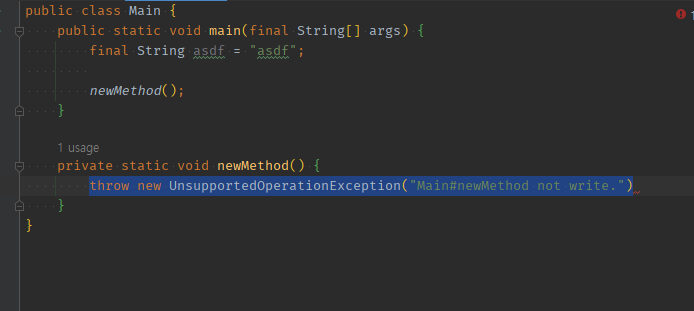 public class Main {
public static void main(final String[] args) {
final String asdf = "asdf";
newMethod();
}
1 usage
private static void newMethod() {
throw new UnsupportedOperationException("Main#newMethod not write.")
}
}